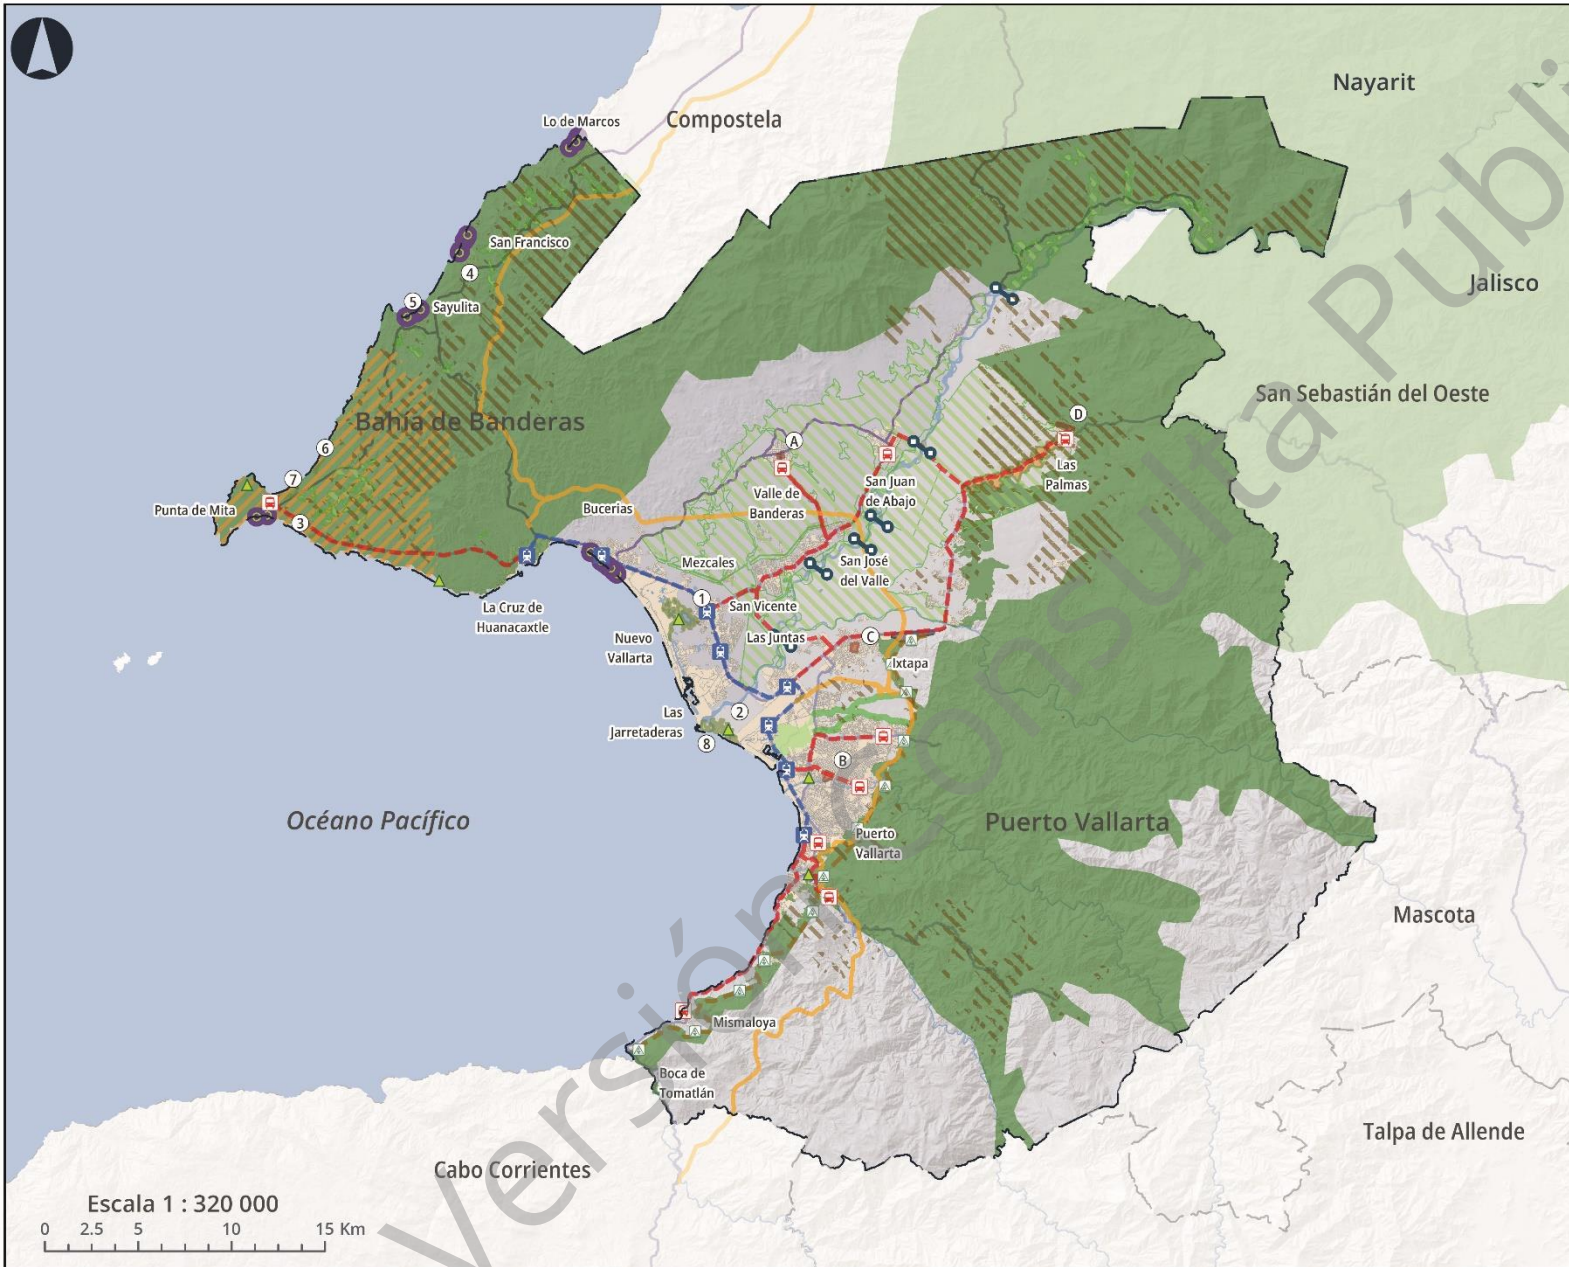 Nayarit
Lo de Marcos
Compostela
San Francisco
4
Jalisco
5
Sayulita
San Sebastián del Oeste
Bahía de Banderas
D
A
6
Las
Palmas
7
San Juan
de Abajo
Valle de
Banderas
Punta de Mita
3
Bucerias
Mezcales
San José
del Valle
La Cruz de
Huanacaxtle
1
San Vicente
Nuevo
Vallarta
Las Juntas
C
Ixtapa
Las
Jarretaderas
2
8
B
Océano Pacífico
Puerto Vallarta
Puerto
Vallarta
Mascota
Mismaloya
Boca de
Tomatlán
Talpa de Allende
Cabo Corrientes
Escala 1 : 320 000
0 2.5 5 10 15 Km
Versión Consulta Públi